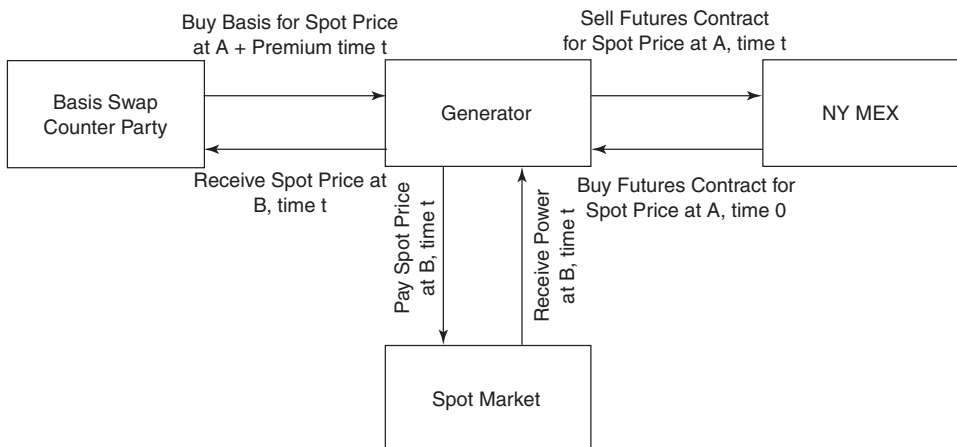 Buy Basis for Spot Price
at A + Premium time t
Sell Futures Contract
for Spot Price at A, time t
Basis Swap
Counter Party
Generator
NY MEX
Receive Spot Price at
B, time t
Buy Futures Contract for
Spot Price at A, time 0
Pay Spot Price
at B, time t
Receive Power
at B, time t
Spot Market